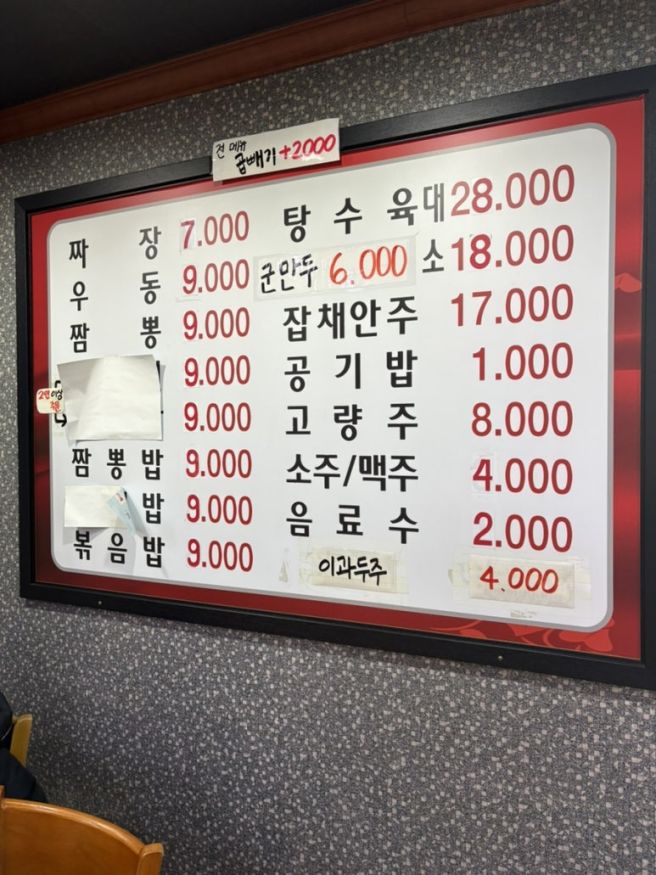 전 메뉴 곱빼기 +2000
짜장 7.000
우동 9.000
짬뽕 9.000
9.000
2인이상
9.000
짬뽕밥 9.000
밥 9.000
볶음밥 9.000
탕수육 대 28.000
군만두 6.000 소 18.000
잡채안주 17.000
공기밥 1.000
고량주 8.000
소주/맥주 4.000
음료수 2.000
이과두주 4.000